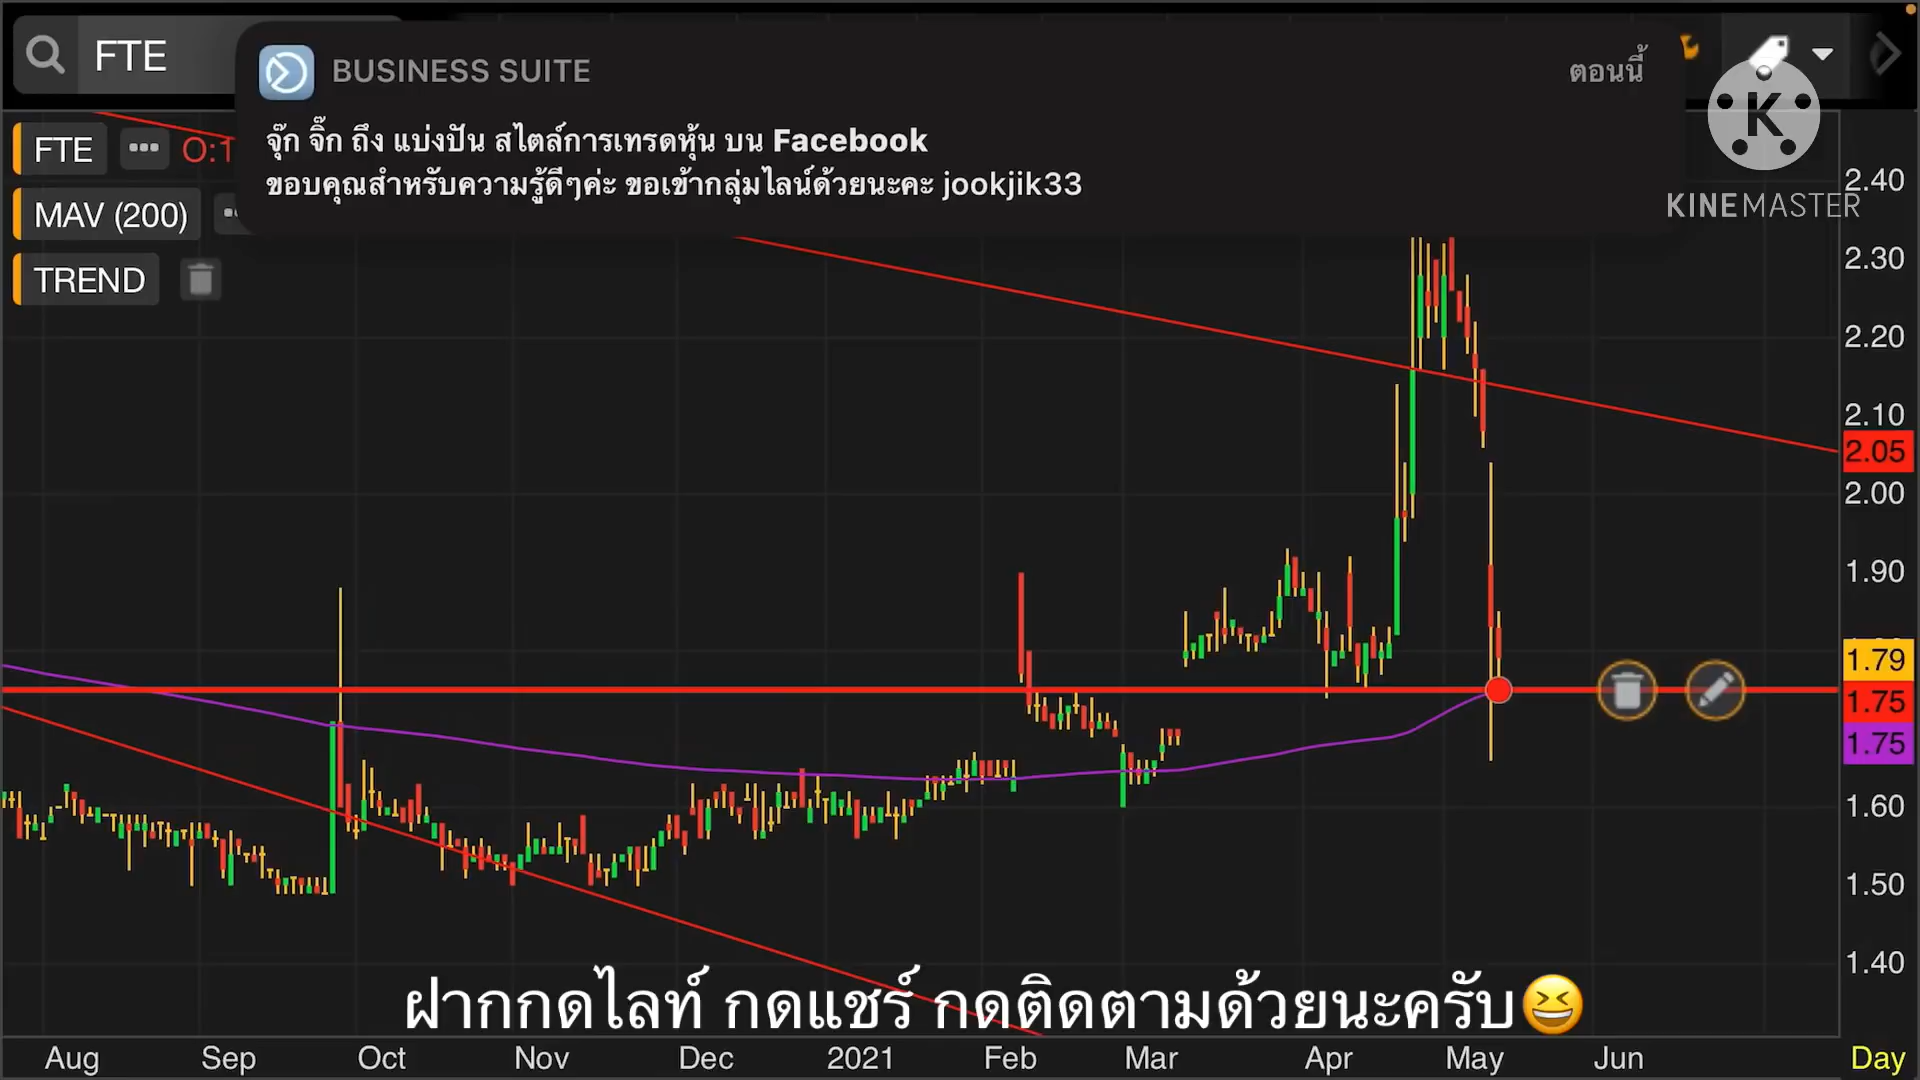 FTE
BUSINESS SUITE
ตอนนี้
จุ๊ก จิ๊ก ถึง แบ่งปัน สไตล์การเทรดหุ้น บน Facebook
ขอบคุณสำหรับความรู้ดีๆค่ะ ขอเข้ากลุ่มไลน์ด้วยนะคะ jookjik33
K
KINEMASTER
FTE
O:1
MAV (200)
TREND
2.40
2.30
2.20
2.10
2.05
2.00
1.90
1.79
1.75
1.75
1.60
1.50
1.40
ฝากกดไลท์ กดแชร์ กดติดตามด้วยนะครับ😆
Aug Sep Oct Nov Dec 2021 Feb Mar Apr May Jun Day